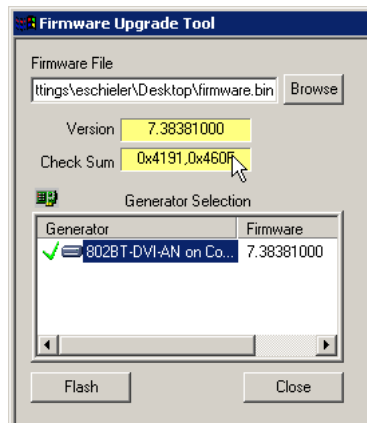 Firmware Upgrade Tool
Firmware File
ttings\eschieler\Desktop\firmware.bin Browse
Version 7.38381000
Check Sum 0x4191,0x460F
Generator Selection
Generator Firmware
802BT-DVI-AN on Co... 7.38381000
Flash Close